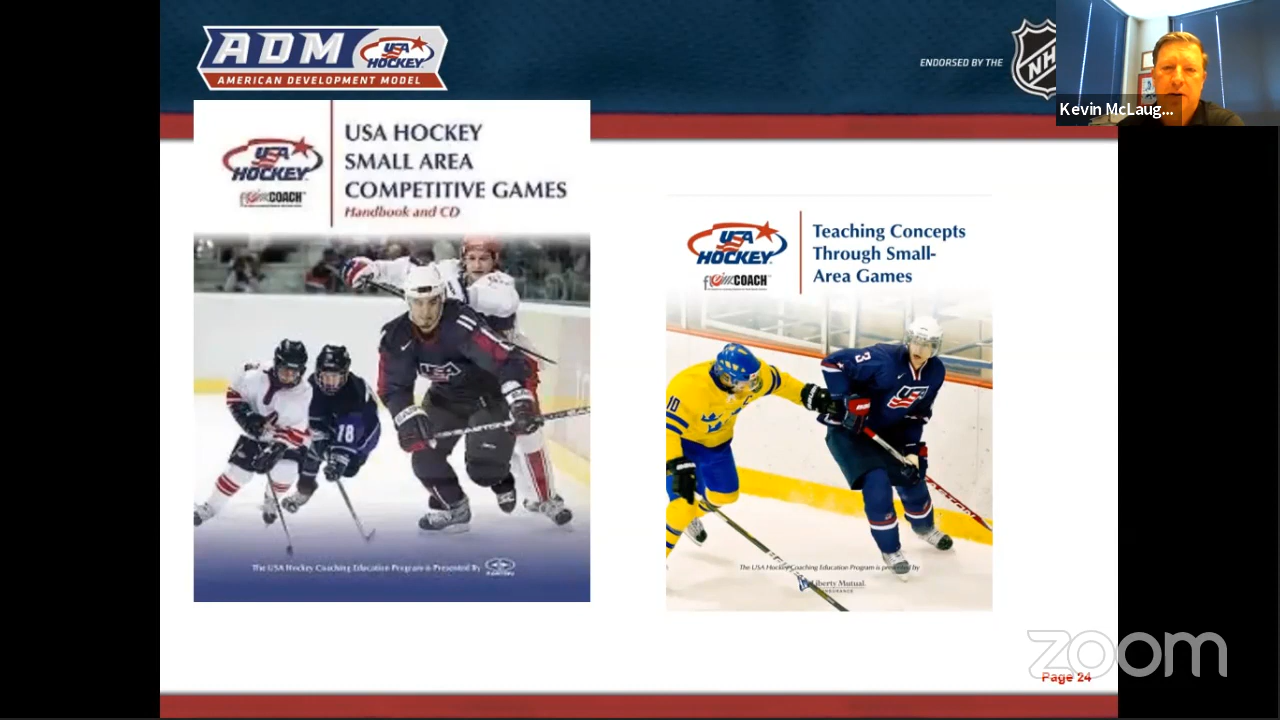 ADM
USA
HOCKEY
AMERICAN DEVELOPMENT MODEL
ENDORSED BY THE
NH
Kevin McLaug...
USA
HOCKEY
COACH
USA HOCKEY
SMALL AREA
COMPETITIVE GAMES
Handbook and CD
USA
18
The USA Hockey Coaching Education Program is Presented By
USA
HOCKEY
COACH
Teaching Concepts
Through Small-
Area Games
10
3
The USA Hockey Coaching Education Program is presented by
Liberty Mutual.
INSURANCE
zoom
Page 24